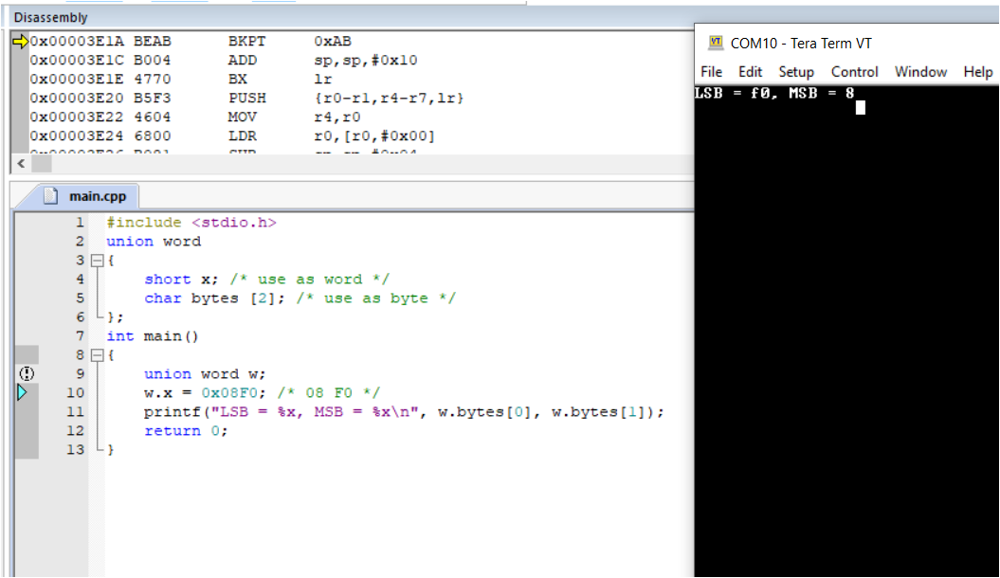 Disassembly
0x00003E1A BEAB BKPT 0xAB
0x00003E1C B004 ADD sp,sp,#0x10
0x00003E1E 4770 BX lr
0x00003E20 B5F3 PUSH {r0-r1,r4-r7,lr}
0x00003E22 4604 MOV r4,r0
0x00003E24 6800 LDR r0,[r0,#0x00]
main.cpp
1 #include <stdio.h>
2 union word
3 {
4 short x; /* use as word */
5 char bytes [2]; /* use as byte */
6 };
7 int main()
8 {
9 union word w;
10 w.x = 0x08F0; /* 08 F0 */
11 printf("LSB = %x, MSB = %x\n", w.bytes[0], w.bytes[1]);
12 return 0;
13 }
VT COM10 - Tera Term VT
File Edit Setup Control Window Help
LSB = f0, MSB = 8